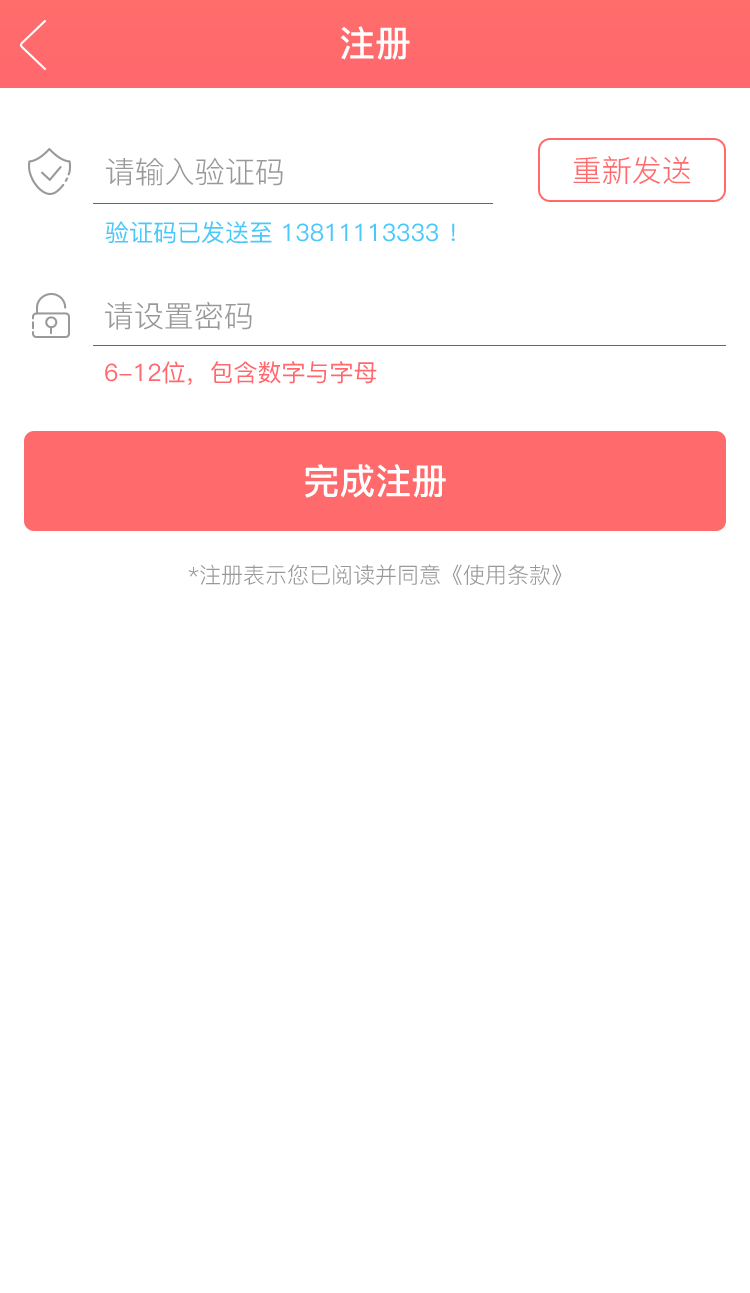 注册
请输入验证码
重新发送
验证码已发送至 13811113333！
请设置密码
6-12位，包含数字与字母
完成注册
*注册表示您已阅读并同意《使用条款》